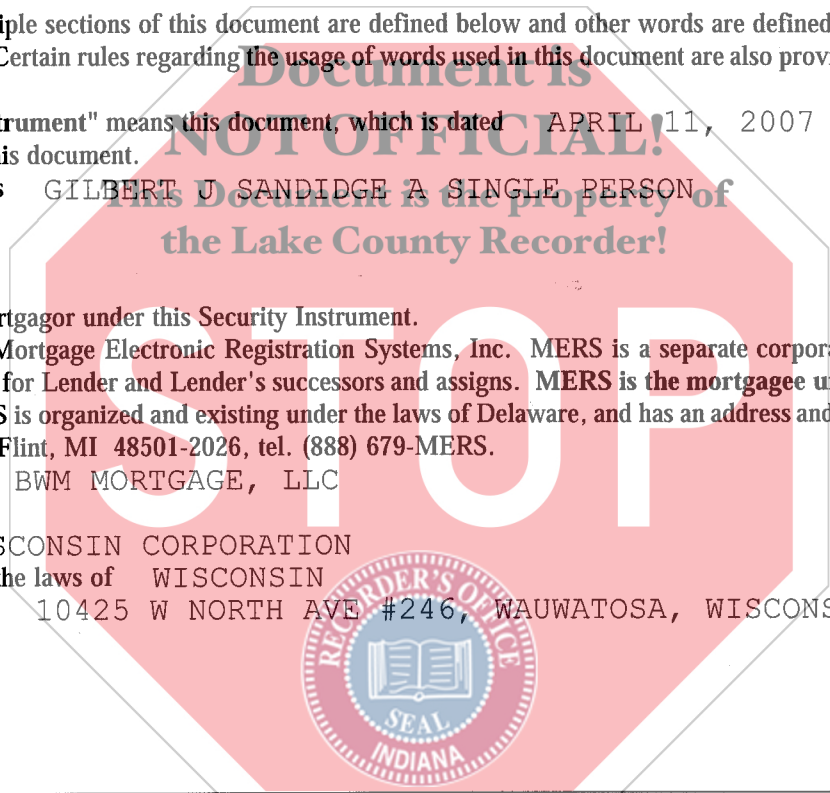 iple sections of this document are defined below and other words are defined
Certain rules regarding the usage of words used in this document are also provi
Document is
trument" means this document, which is dated APRIL 11, 2007
NOT OFFICIAL!
is document.
s GILBERT J SANDIDGE A SINGLE PERSON
This Document is the property of
the Lake County Recorder!
STOP
rtgagor under this Security Instrument.
Mortgage Electronic Registration Systems, Inc. MERS is a separate corpora
for Lender and Lender's successors and assigns. MERS is the mortgagee u
S is organized and existing under the laws of Delaware, and has an address and
Flint, MI 48501-2026, tel. (888) 679-MERS.
BWM MORTGAGE, LLC
SCONSIN CORPORATION
the laws of WISCONSIN
10425 W NORTH AVE #246, WAUWATOSA, WISCONS
RECORDER'S OFFICE
SEAL
INDIANA